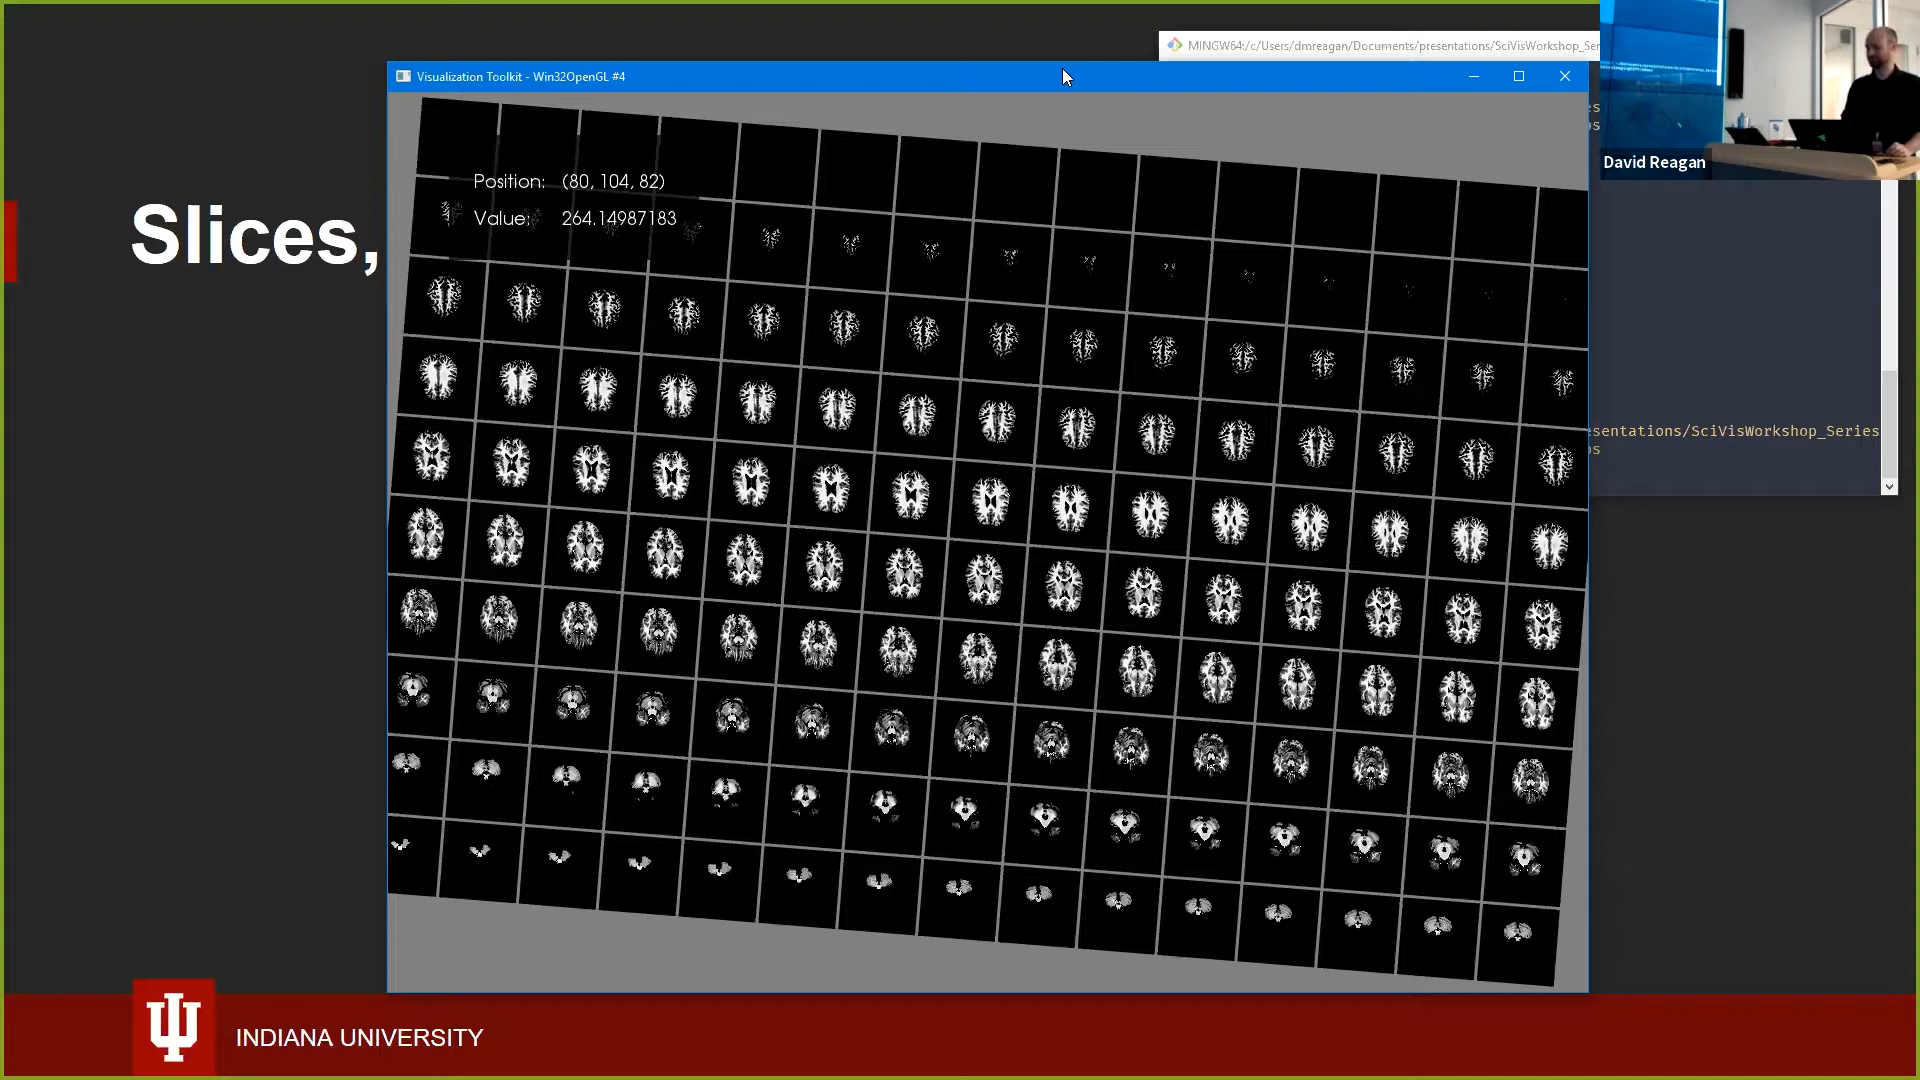 MINGW64:/c/Users/dmreagan/Documents/presentations/SciVisWorkshop_Ser
Visualization Toolkit - Win32OpenGL #4
David Reagan
Position: (80, 104, 82)
Value: 264.14987183
Slices,
esentations/SciVisWorkshop_Series
INDIANA UNIVERSITY